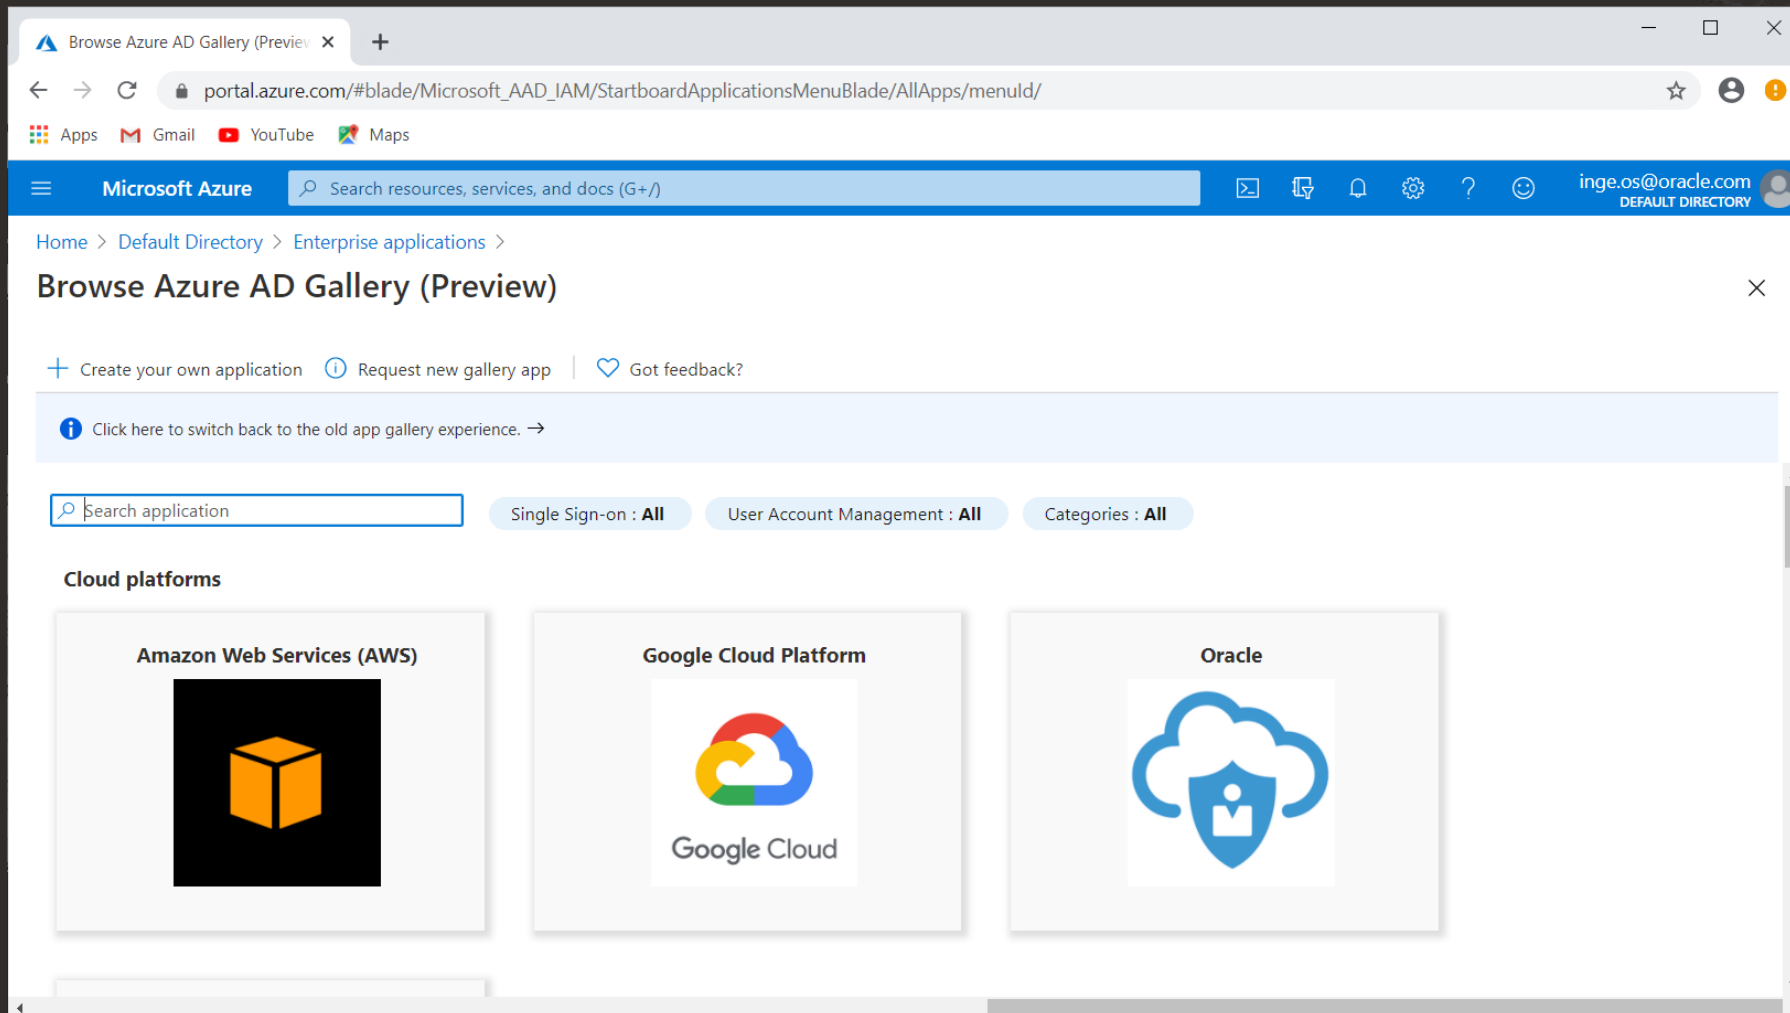 Browse Azure AD Gallery (Preview
portal.azure.com/#blade/Microsoft_AAD_IAM/StartboardApplicationsMenuBlade/AllApps/menuId/
Apps Gmail YouTube Maps
Microsoft Azure Search resources, services, and docs (G+/) inge.os@oracle.com
DEFAULT DIRECTORY
Home > Default Directory > Enterprise applications >
Browse Azure AD Gallery (Preview)
Create your own application Request new gallery app Got feedback?
Click here to switch back to the old app gallery experience. →
Search application Single Sign-on : All User Account Management : All Categories : All
Cloud platforms
Amazon Web Services (AWS) Google Cloud Platform Oracle
Google Cloud